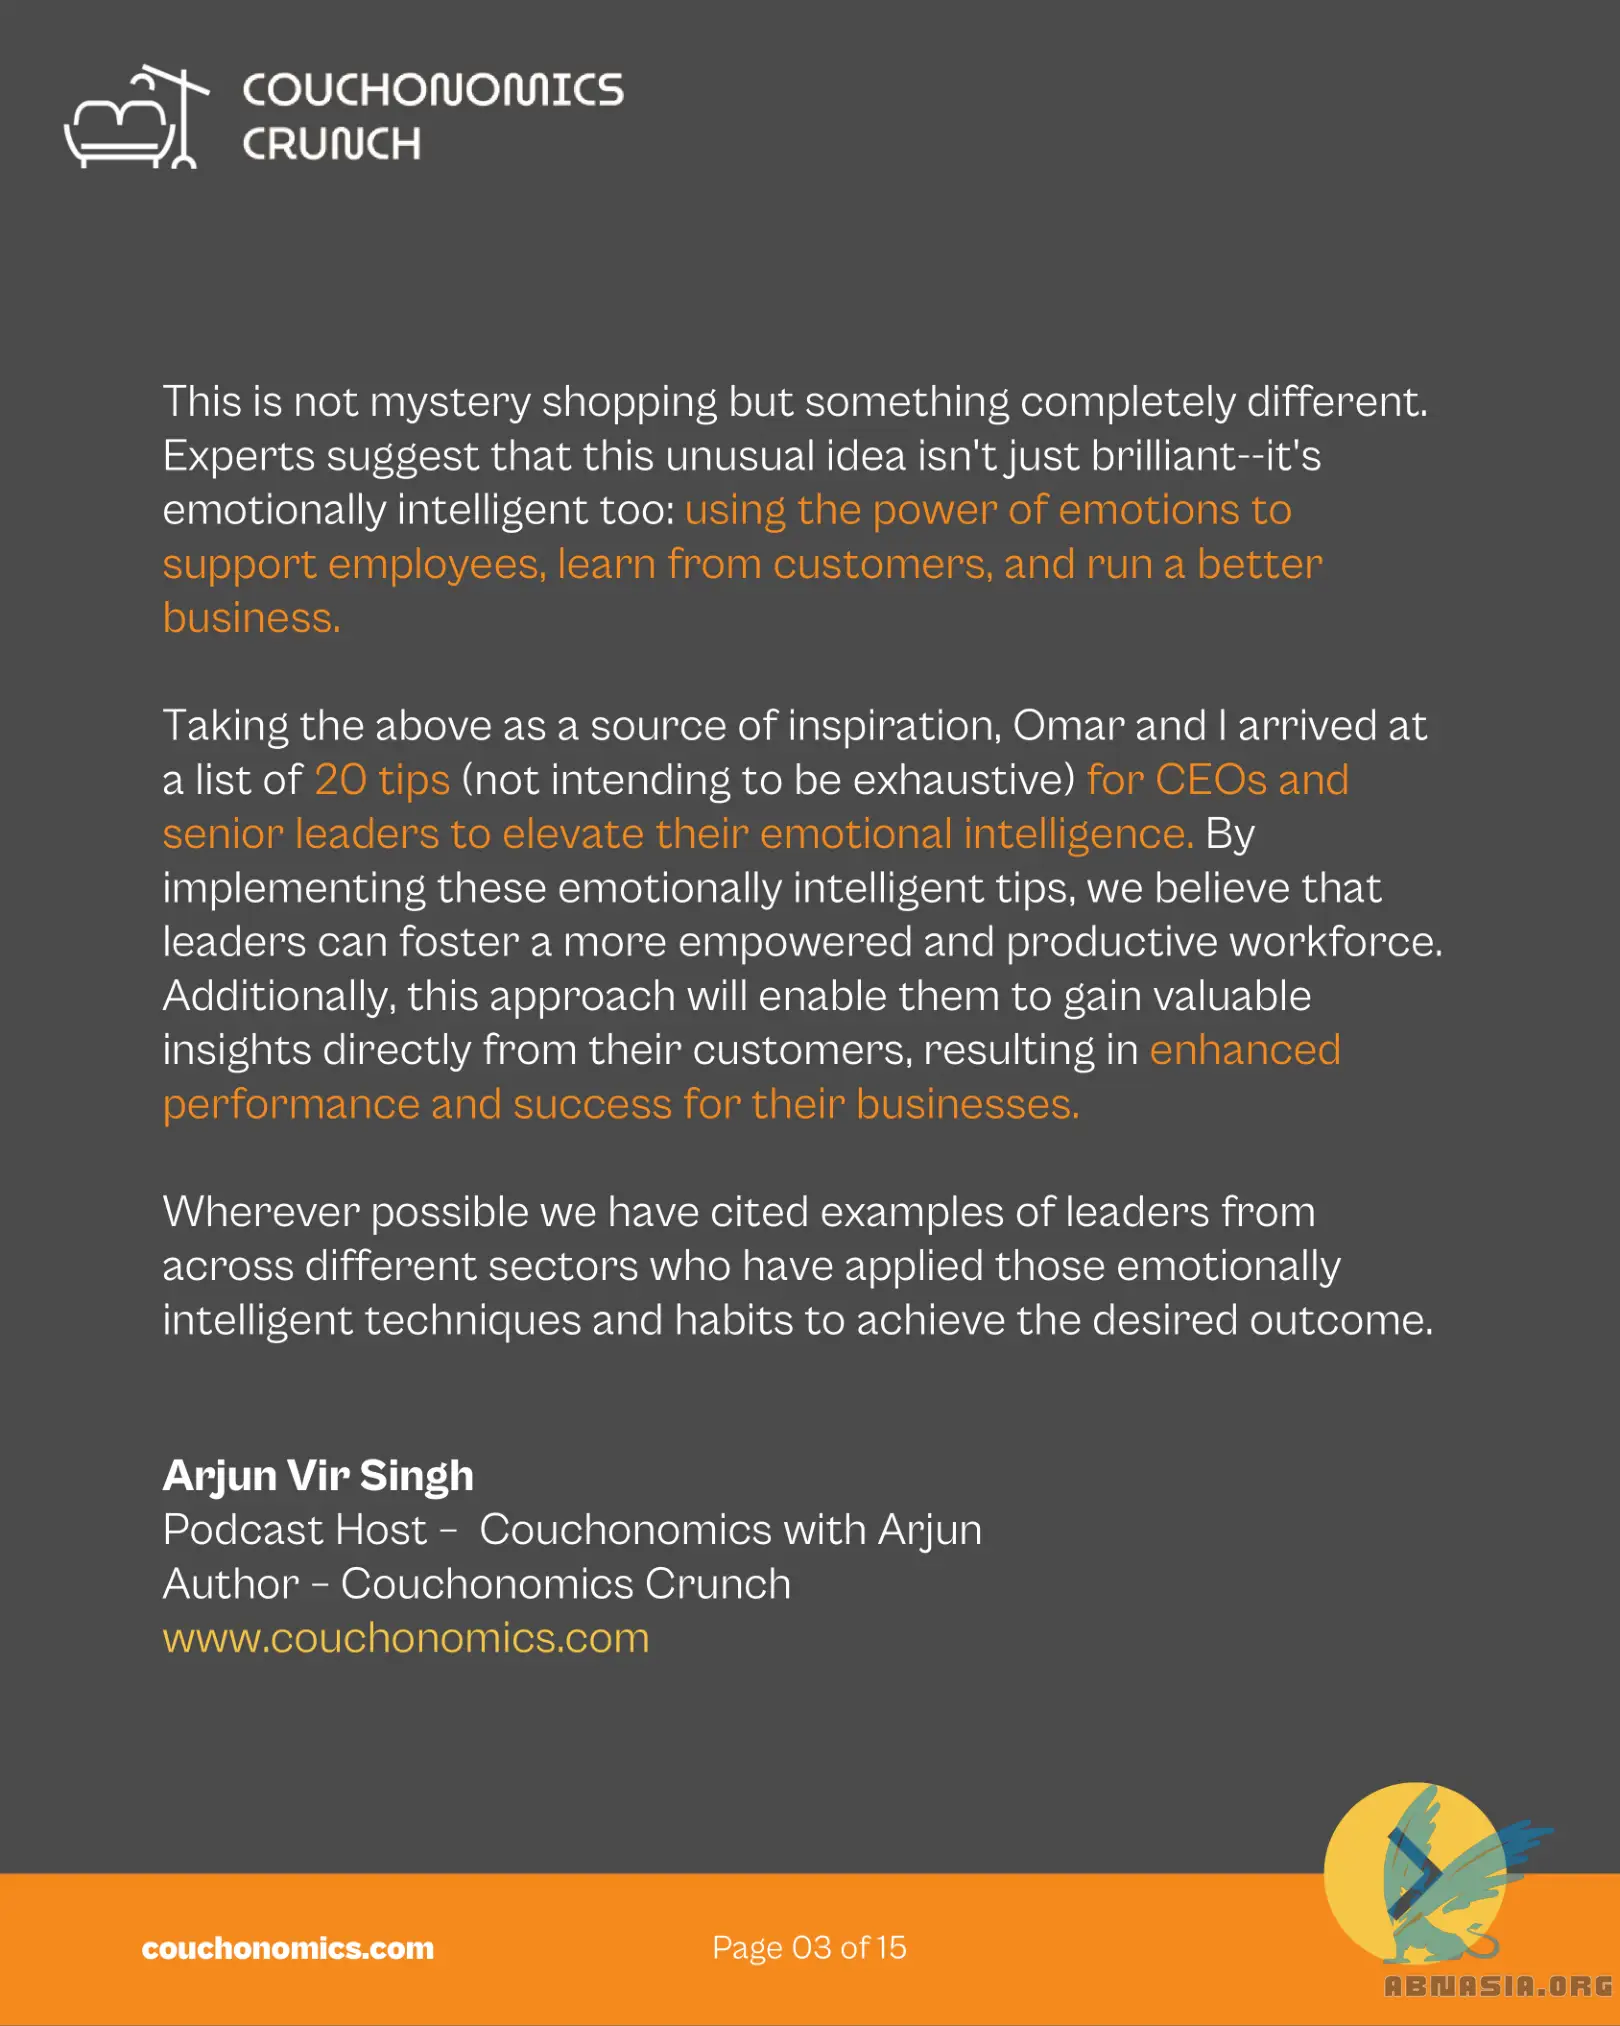 COUCHONOMICS
CRUNCH
This is not mystery shopping but something completely different.
Experts suggest that this unusual idea isn't just brilliant--it's
emotionally intelligent too: using the power of emotions to
support employees, learn from customers, and run a better
business.
Taking the above as a source of inspiration, Omar and I arrived at
a list of 20 tips (not intending to be exhaustive) for CEOs and
senior leaders to elevate their emotional intelligence. By
implementing these emotionally intelligent tips, we believe that
leaders can foster a more empowered and productive workforce.
Additionally, this approach will enable them to gain valuable
insights directly from their customers, resulting in enhanced
performance and success for their businesses.
Wherever possible we have cited examples of leaders from
across different sectors who have applied those emotionally
intelligent techniques and habits to achieve the desired outcome.
Arjun Vir Singh
Podcast Host – Couchonomics with Arjun
Author – Couchonomics Crunch
www.couchonomics.com
couchonomics.com
Page 03 of 15
ABNASIA.ORG